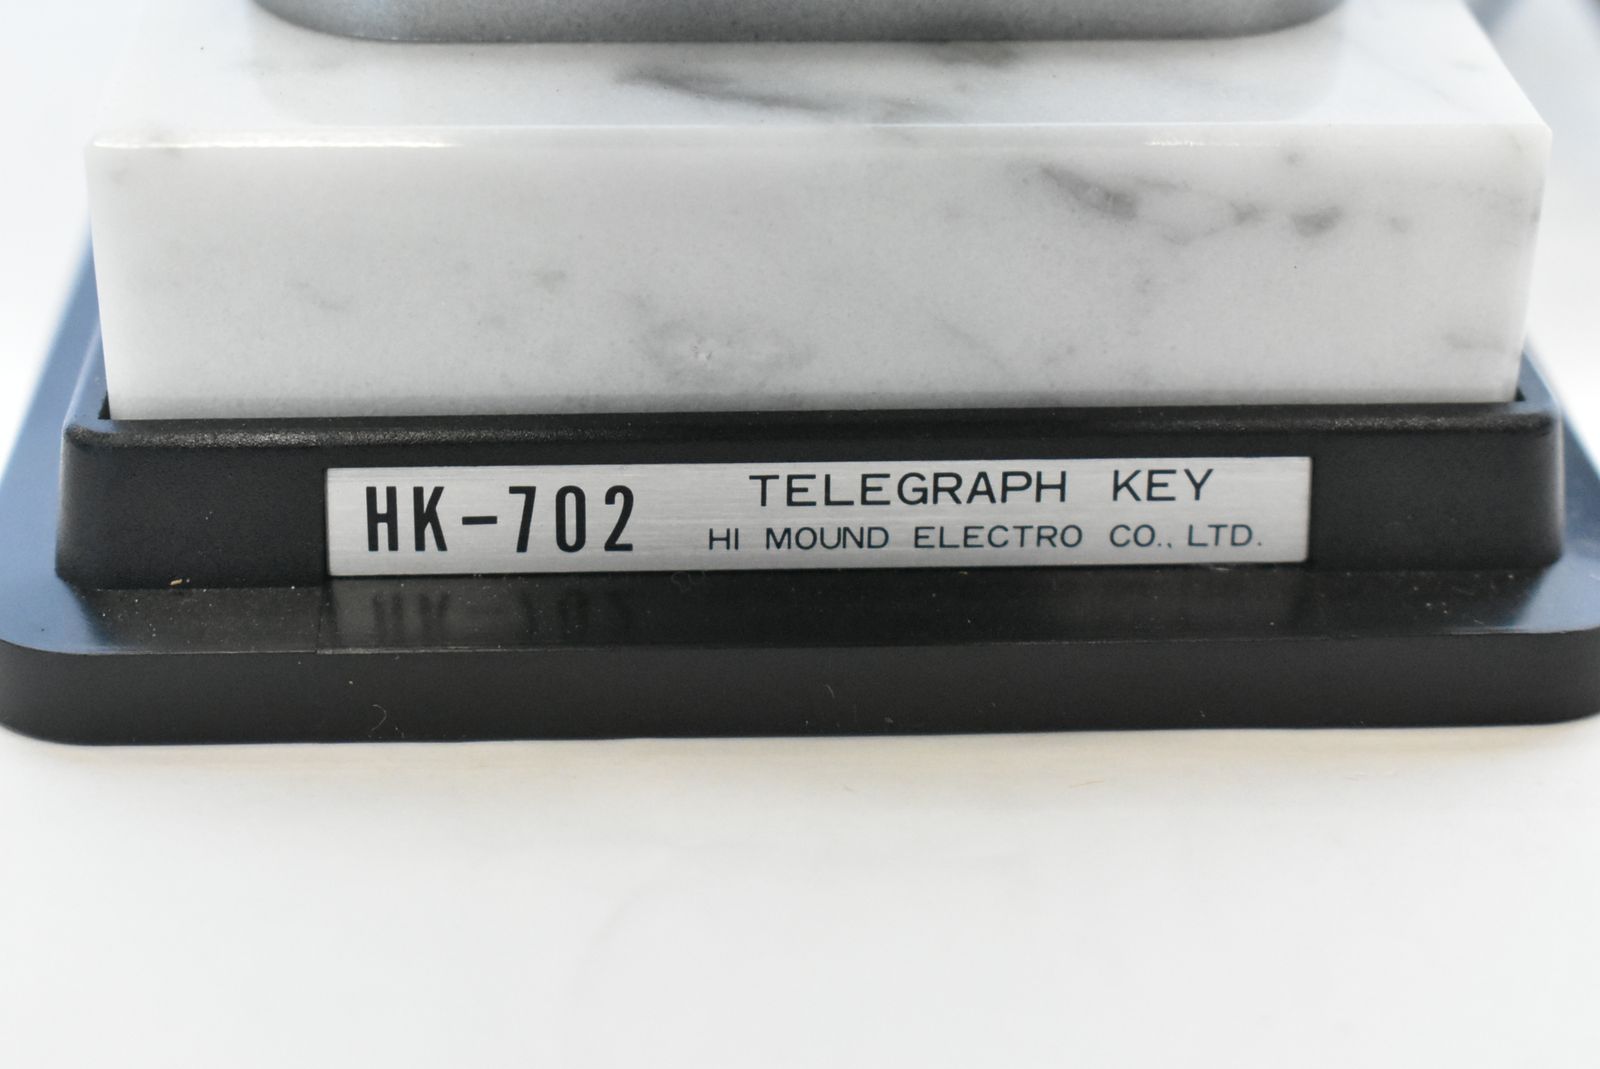 HK-702
TELEGRAPH KEY
HI MOUND ELECTRO CO., LTD.